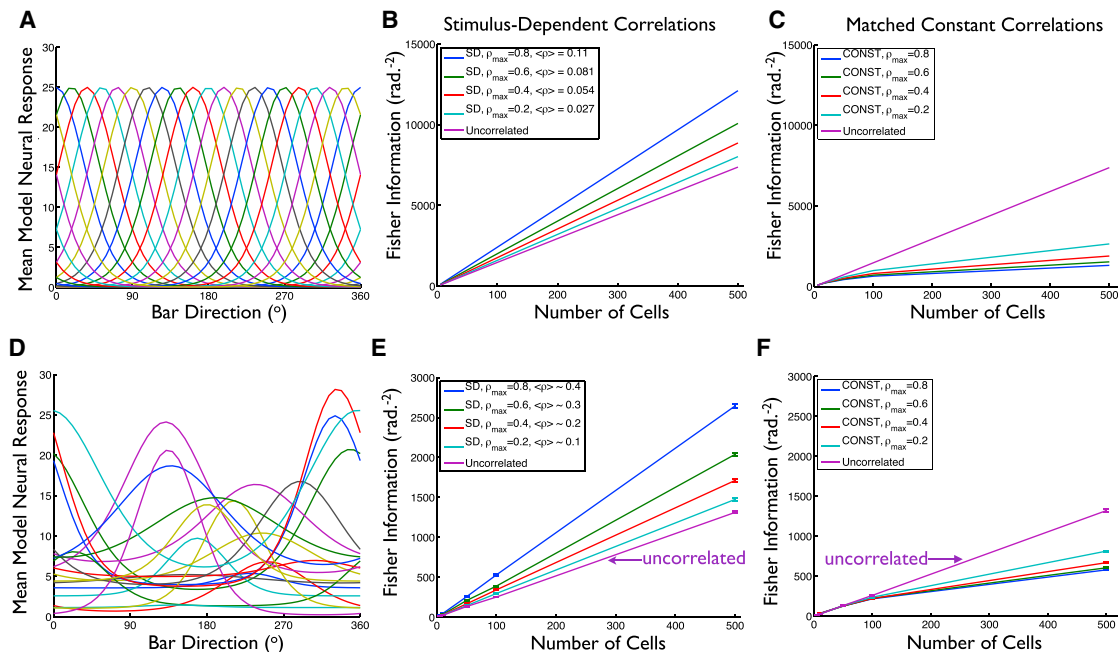 A
Mean Model Neural Response
30
25
20
15
10
5
0
0 90 180 270 360
Bar Direction (o)
B
Stimulus-Dependent Correlations
Fisher Information (rad.-2)
15000
10000
5000
0
SD, ρmax=0.8, <ρ> = 0.11
SD, ρmax=0.6, <ρ> = 0.081
SD, ρmax=0.4, <ρ> = 0.054
SD, ρmax=0.2, <ρ> = 0.027
Uncorrelated
0 100 200 300 400 500
Number of Cells
C
Matched Constant Correlations
Fisher Information (rad.-2)
15000
10000
5000
0
CONST, ρmax=0.8
CONST, ρmax=0.6
CONST, ρmax=0.4
CONST, ρmax=0.2
Uncorrelated
0 100 200 300 400 500
Number of Cells
D
Mean Model Neural Response
30
25
20
15
10
5
0
0 90 180 270 360
Bar Direction (o)
E
Fisher Information (rad.-2)
3000
2500
2000
1500
1000
500
0
SD, ρmax=0.8, <ρ> ~ 0.4
SD, ρmax=0.6, <ρ> ~ 0.3
SD, ρmax=0.4, <ρ> ~ 0.2
SD, ρmax=0.2, <ρ> ~ 0.1
Uncorrelated
uncorrelated
0 100 200 300 400 500
Number of Cells
F
Fisher Information (rad.-2)
3000
2500
2000
1500
1000
500
0
CONST, ρmax=0.8
CONST, ρmax=0.6
CONST, ρmax=0.4
CONST, ρmax=0.2
Uncorrelated
uncorrelated
0 100 200 300 400 500
Number of Cells